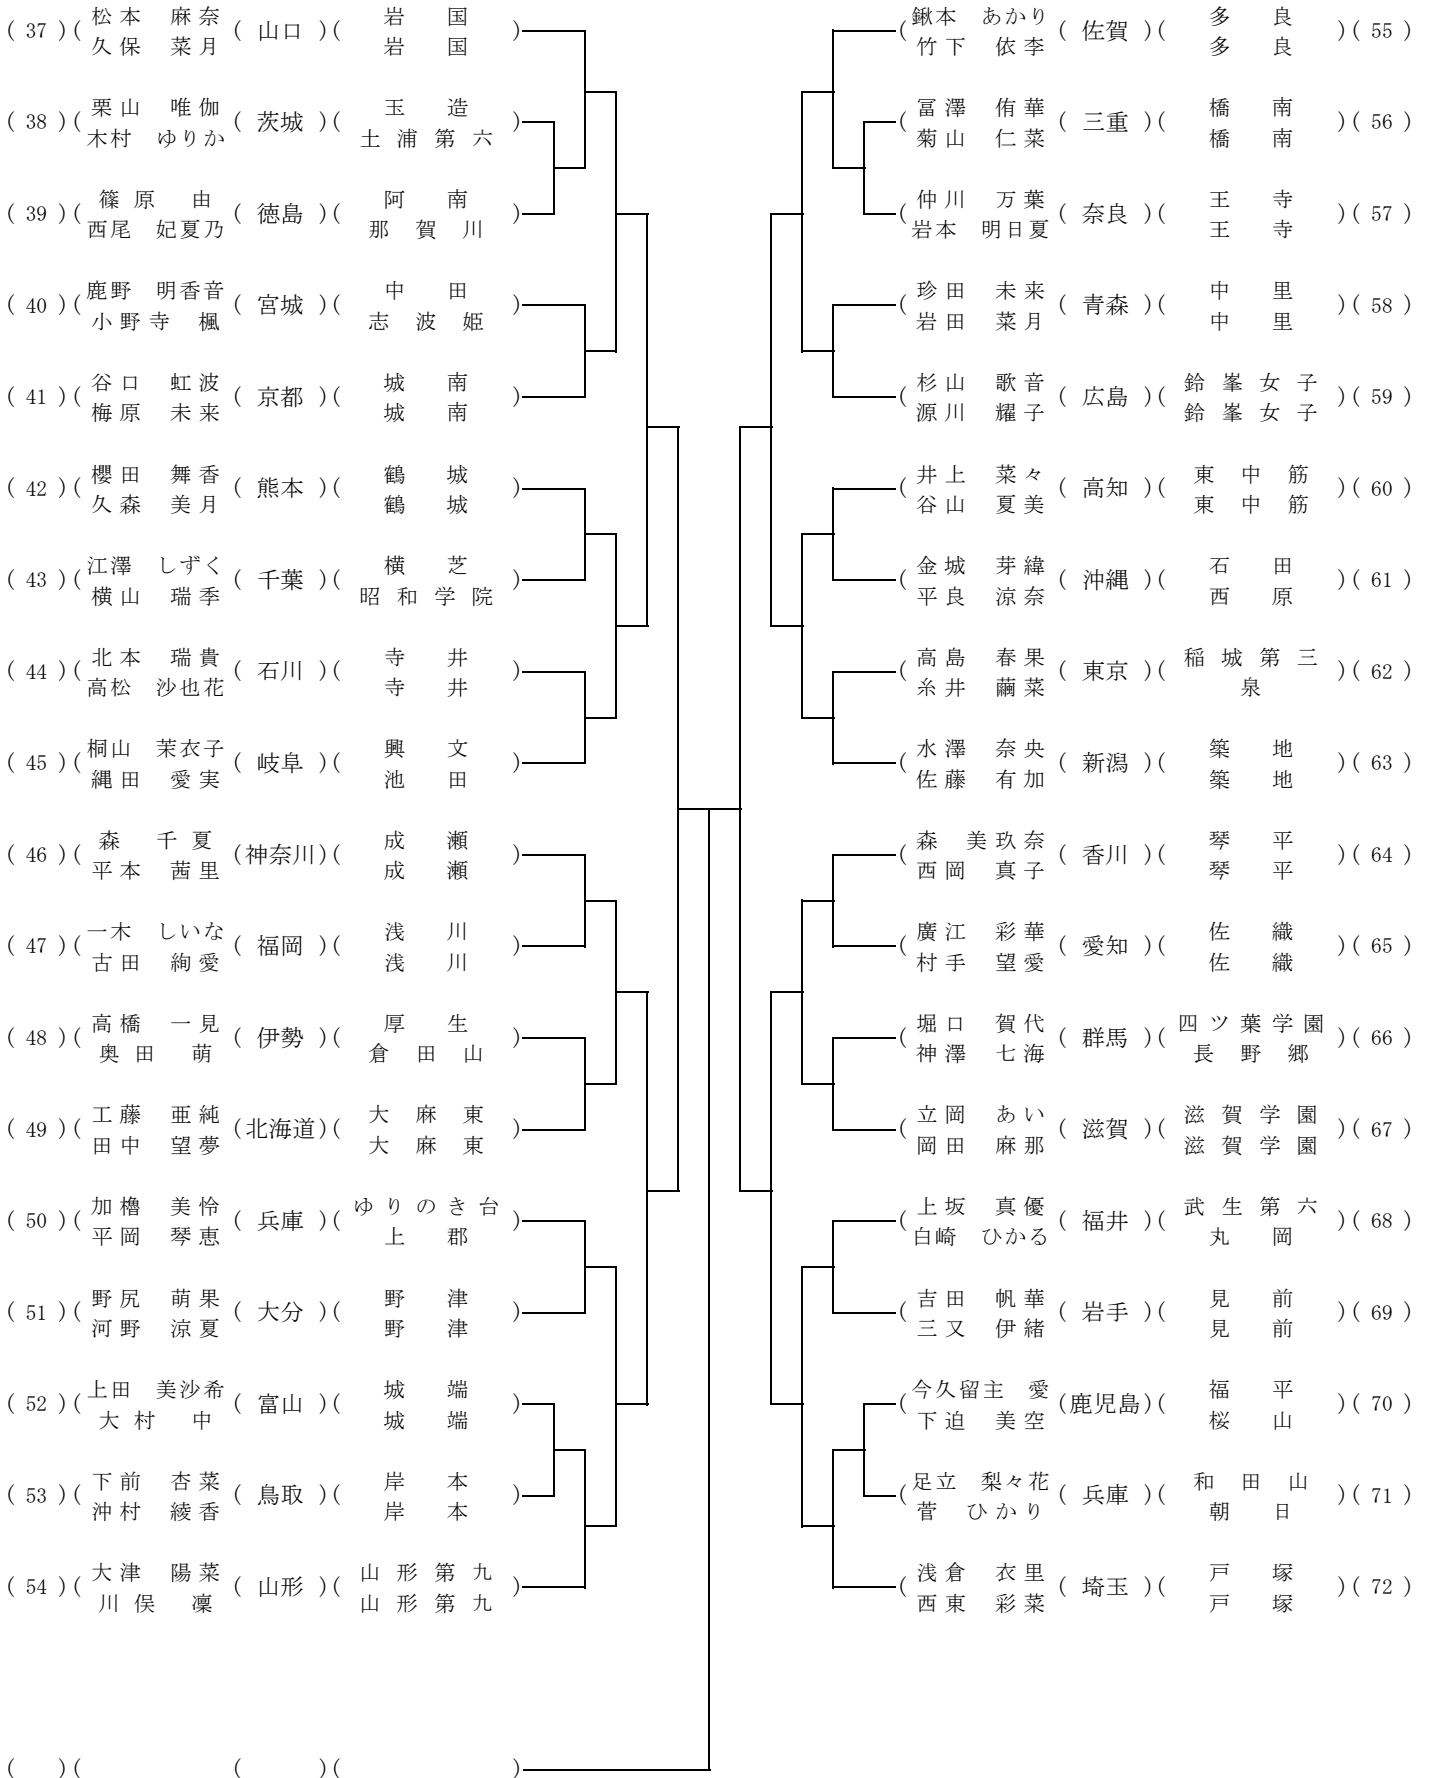 松本　麻奈　岩国
( 37 )(　( 山口 )(　)
久保　菜月　岩国
栗山　唯伽　玉造
( 38 )(　( 茨城 )(　)
木村　ゆりか　土浦第六
篠原　由　阿南
( 39 )(　( 徳島 )(　)
西尾　妃夏乃　那賀川
鹿野　明香音　中田
( 40 )(　( 宮城 )(　)
小野寺　楓　志波姫
谷口　虹波　城南
( 41 )(　( 京都 )(　)
梅原　未来　城南
櫻田　舞香　鶴城
( 42 )(　( 熊本 )(　)
久森　美月　鶴城
江澤　しずく　横芝
( 43 )(　( 千葉 )(　)
横山　瑞季　昭和学院
北本　瑞貴　寺井
( 44 )(　( 石川 )(　)
高松　沙也花　寺井
桐山　茉衣子　興文
( 45 )(　( 岐阜 )(　)
縄田　愛実　池田
森　千夏　成瀬
( 46 )(　(神奈川)(　)
平本　茜里　成瀬
一木　しいな　浅川
( 47 )(　( 福岡 )(　)
古田　絢愛　浅川
高橋　一見　厚生
( 48 )(　( 伊勢 )(　)
奥田　萌　倉田山
工藤　亜純　大麻東
( 49 )(　(北海道)(　)
田中　望夢　大麻東
加櫓　美怜　ゆりのき台
( 50 )(　( 兵庫 )(　)
平岡　琴恵　上郡
野尻　萌果　野津
( 51 )(　( 大分 )(　)
河野　涼夏　野津
上田　美沙希　城端
( 52 )(　( 富山 )(　)
大村　中　城端
下前　杏菜　岸本
( 53 )(　( 鳥取 )(　)
沖村　綾香　岸本
大津　陽菜　山形第九
( 54 )(　( 山形 )(　)
川俣　凜　山形第九
(　)(　(　)(　)
鍬本　あかり　多良
(　( 佐賀 )(　)( 55 )
竹下　依李　多良
冨澤　侑華　橋南
(　( 三重 )(　)( 56 )
菊山　仁菜　橋南
仲川　万葉　王寺
(　( 奈良 )(　)( 57 )
岩本　明日夏　王寺
珍田　未来　中里
(　( 青森 )(　)( 58 )
岩田　菜月　中里
杉山　歌音　鈴峯女子
(　( 広島 )(　)( 59 )
源川　耀子　鈴峯女子
井上　菜々　東中筋
(　( 高知 )(　)( 60 )
谷山　夏美　東中筋
金城　芽緯　石田
(　( 沖縄 )(　)( 61 )
平良　涼奈　西原
高島　春果　稲城第三
(　( 東京 )(　)( 62 )
糸井　繭菜　泉
水澤　奈央　築地
(　( 新潟 )(　)( 63 )
佐藤　有加　築地
森　美玖奈　琴平
(　( 香川 )(　)( 64 )
西岡　真子　琴平
廣江　彩華　佐織
(　( 愛知 )(　)( 65 )
村手　望愛　佐織
堀口　賀代　四ツ葉学園
(　( 群馬 )(　)( 66 )
神澤　七海　長野郷
立岡　あい　滋賀学園
(　( 滋賀 )(　)( 67 )
岡田　麻那　滋賀学園
上坂　真優　武生第六
(　( 福井 )(　)( 68 )
白崎　ひかる　丸岡
吉田　帆華　見前
(　( 岩手 )(　)( 69 )
三又　伊緒　見前
今久留主　愛　福平
(　(鹿児島)(　)( 70 )
下迫　美空　桜山
足立　梨々花　和田山
(　( 兵庫 )(　)( 71 )
菅　ひかり　朝日
浅倉　衣里　戸塚
(　( 埼玉 )(　)( 72 )
西東　彩菜　戸塚